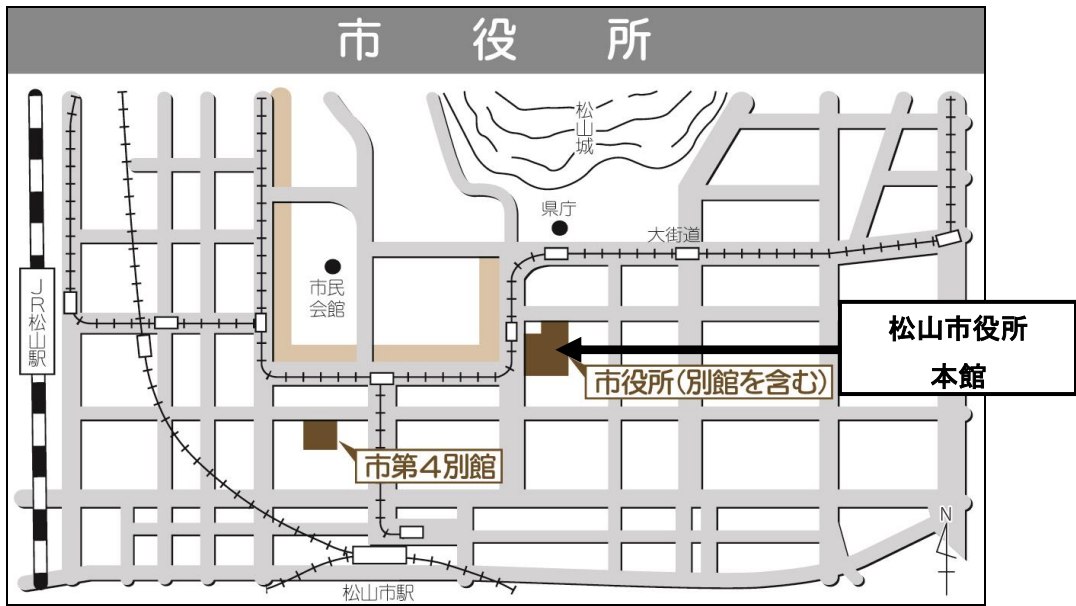 市役所
松山城
県庁
大街道
市民
会館
JR松山駅
松山市役所
本館
市役所(別館を含む)
市第4別館
N
松山市駅